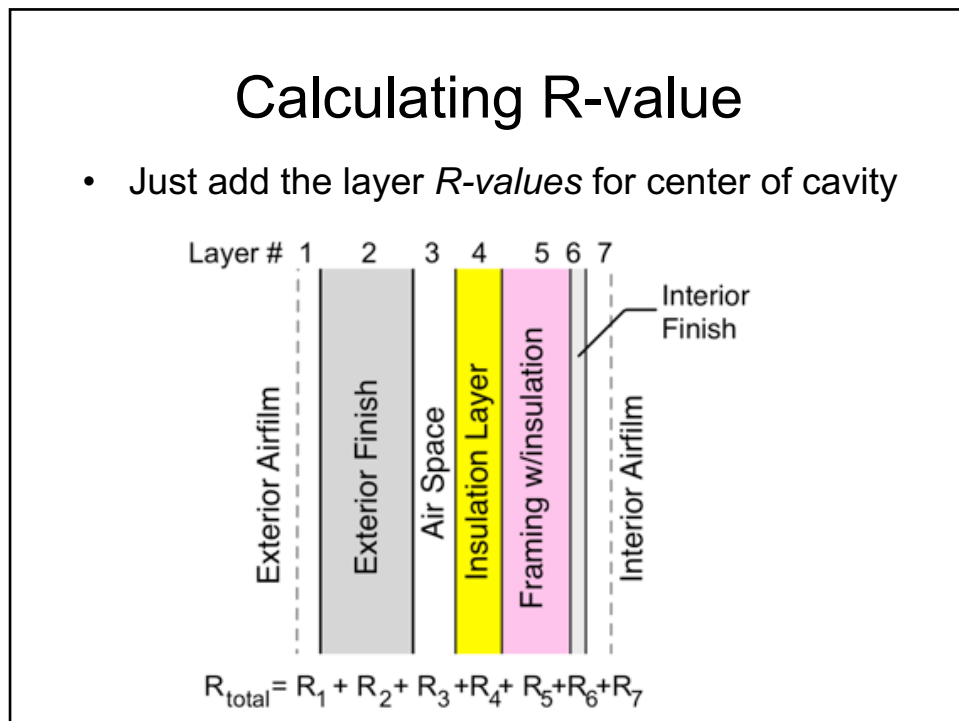 Calculating R-value
• Just add the layer R-values for center of cavity
Layer # 1 2 3 4 5 6 7
Interior
Finish
Exterior Airfilm
Exterior Finish
Air Space
Insulation Layer
Framing w/insulation
Interior Airfilm
Rtotal= R1 + R2+ R3 +R4+ R5+R6+R7